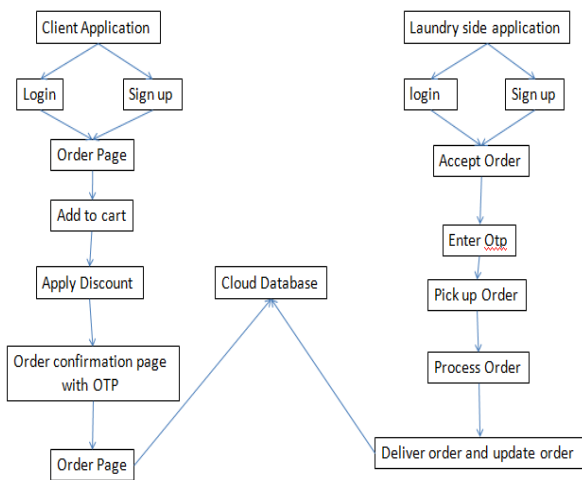 Client Application
Login
Sign up
Order Page
Add to cart
Apply Discount
Order confirmation page
with OTP
Order Page
Cloud Database
Laundry side application
login
Sign up
Accept Order
Enter Otp
Pick up Order
Process Order
Deliver order and update order